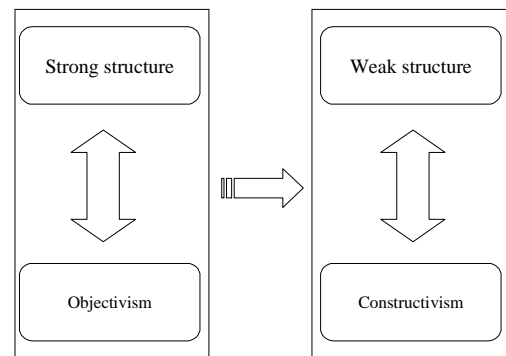 Strong structure
Weak structure
Objectivism
Constructivism